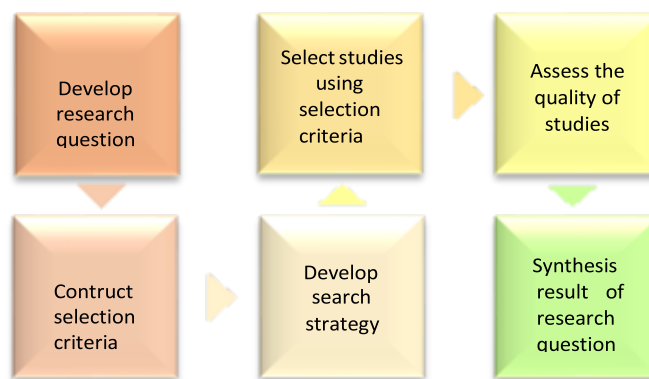 Develop
research
question
Contruct
selection
criteria
Develop
search
strategy
Select studies
using
selection
criteria
Assess the
quality of
studies
Synthesis
result of
research
question